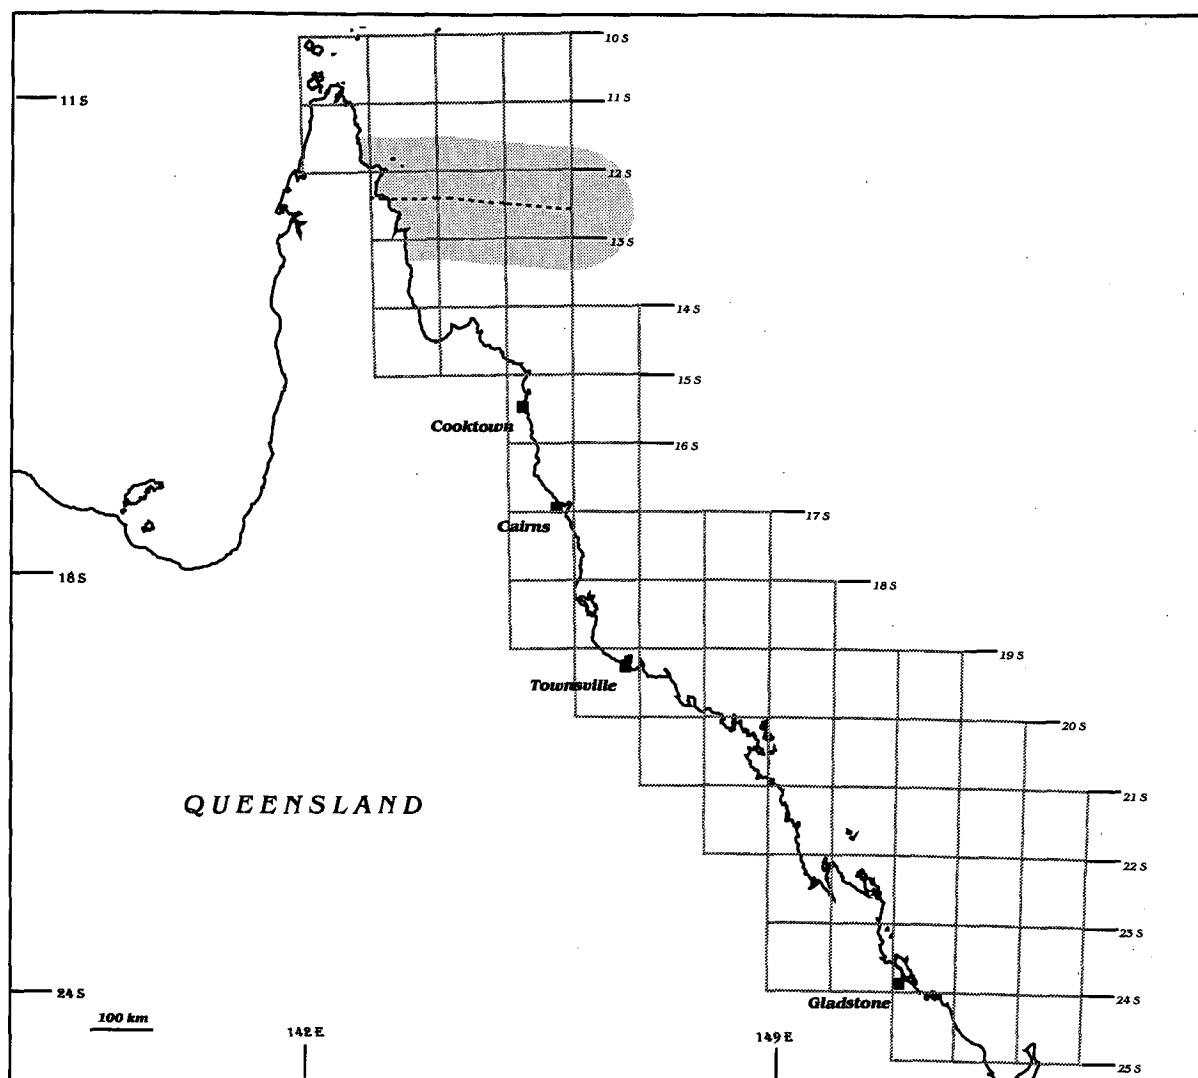 10 S
11 S
11 S
12 S
13 S
14 S
15 S
Cooktown
16 S
Cairns
17 S
18 S
18 S
19 S
Townsville
20 S
QUEENSLAND
21 S
22 S
23 S
24 S
24 S
Gladstone
100 km
142 E
149 E
25 S